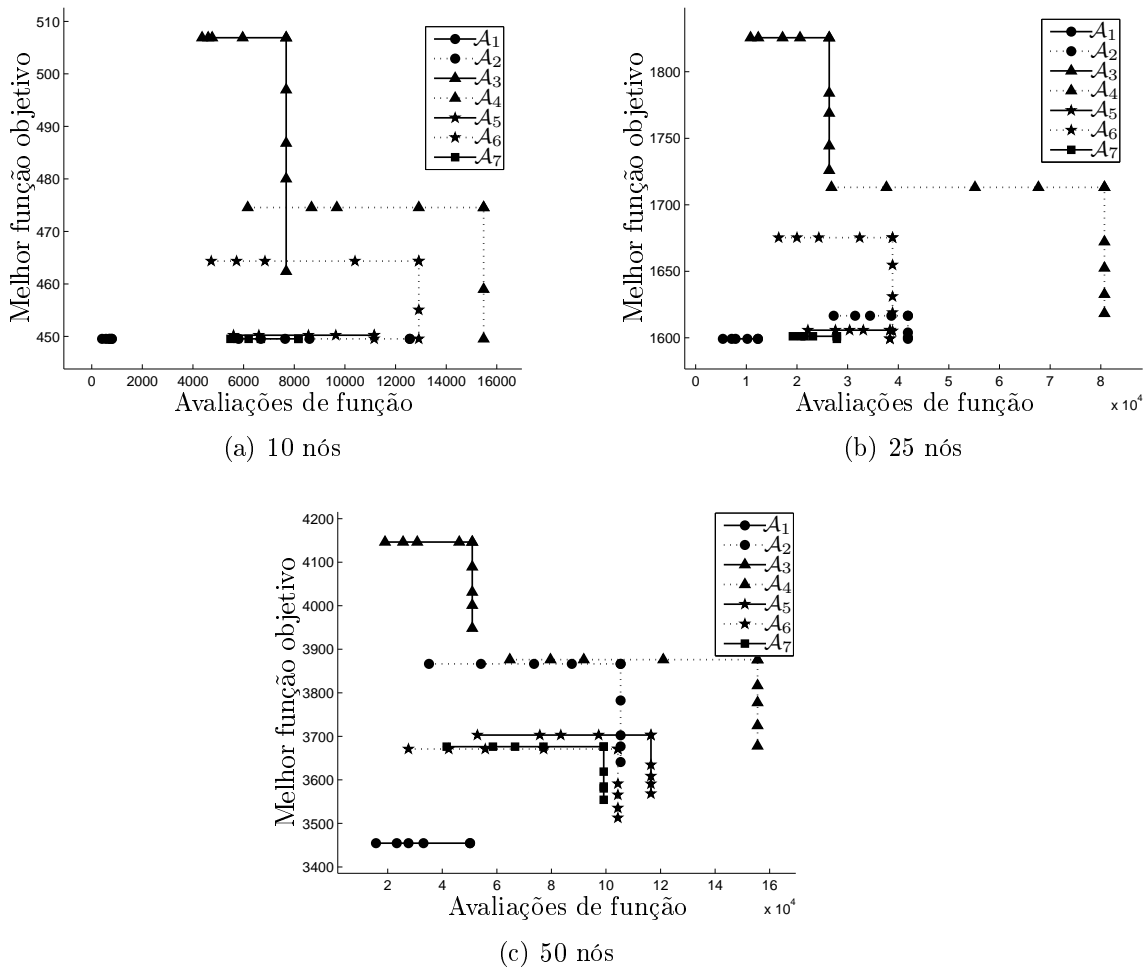 510
500
490
480
470
460
450
Melhor função objetivo
0 2000 4000 6000 8000 10000 12000 14000 16000
Avaliações de função
A1
A2
A3
A4
A5
A6
A7
(a) 10 nós
1800
1750
1700
1650
1600
Melhor função objetivo
0 1 2 3 4 5 6 7 8
x 10^4
Avaliações de função
A1
A2
A3
A4
A5
A6
A7
(b) 25 nós
4200
4100
4000
3900
3800
3700
3600
3500
3400
Melhor função objetivo
2 4 6 8 10 12 14 16
x 10^4
Avaliações de função
A1
A2
A3
A4
A5
A6
A7
(c) 50 nós